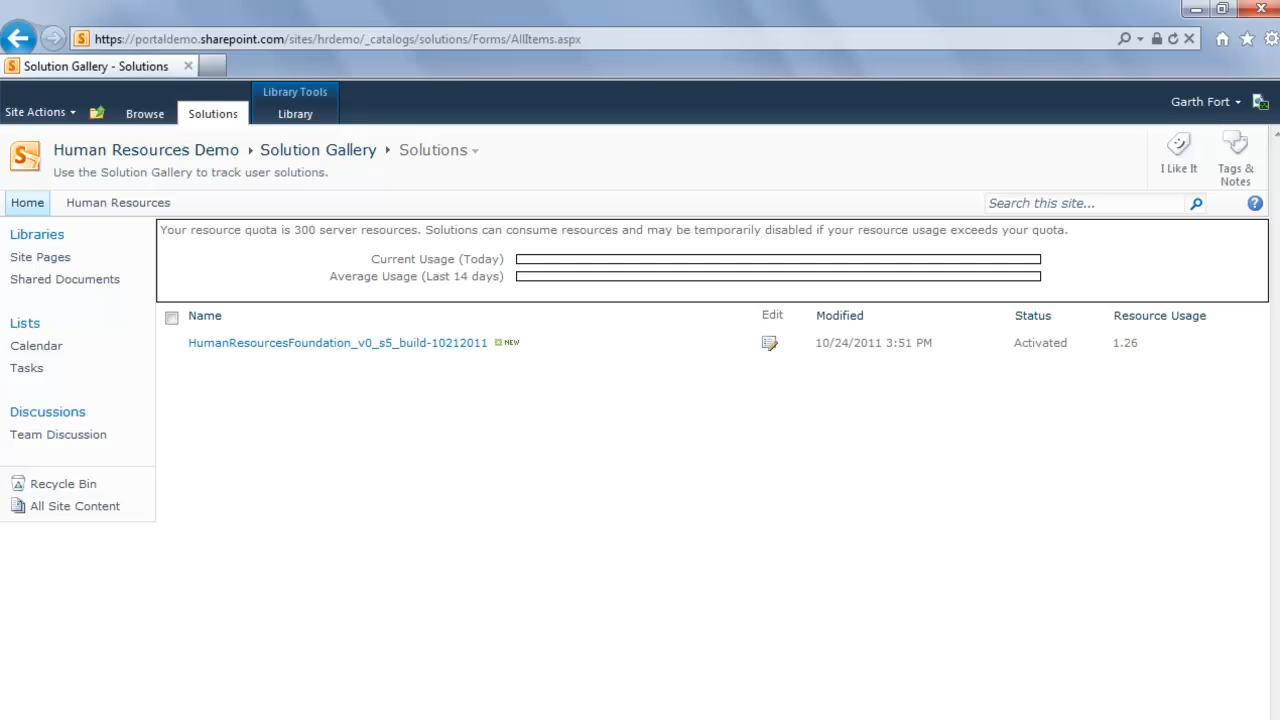 https://portaldemo.sharepoint.com/sites/hrdemo/_catalogs/solutions/Forms/AllItems.aspx
Solution Gallery - Solutions
Library Tools
Site Actions Browse Solutions Library Garth Fort
Human Resources Demo Solution Gallery Solutions
Use the Solution Gallery to track user solutions.
I Like It
Tags & Notes
Home Human Resources Search this site...
Your resource quota is 300 server resources. Solutions can consume resources and may be temporarily disabled if your resource usage exceeds your quota.
Current Usage (Today)
Average Usage (Last 14 days)
Libraries
Site Pages
Shared Documents
Lists
Calendar
Tasks
Discussions
Team Discussion
Recycle Bin
All Site Content
Name Edit Modified Status Resource Usage
HumanResourcesFoundation_v0_s5_build-10212011 NEW 10/24/2011 3:51 PM Activated 1.26